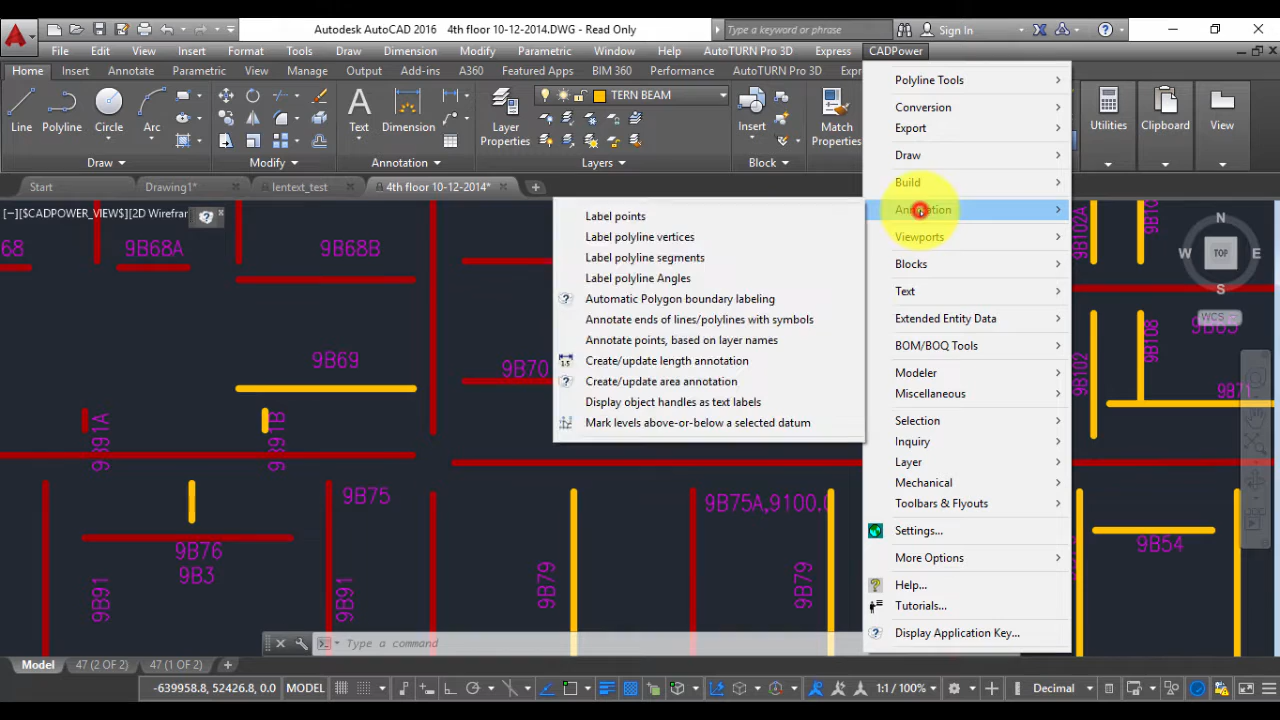 Autodesk AutoCAD 2016 4th floor 10-12-2014.DWG - Read Only
Type a keyword or phrase
Sign In
File Edit View Insert Format Tools Draw Dimension Modify Parametric Window Help AutoTURN Pro 3D Express CADPower
Home Insert Annotate Parametric View Manage Output Add-ins A360 Featured Apps BIM 360 Performance AutoTURN Pro 3D
Line Polyline Circle Arc
Text Dimension
Layer Properties
TERN BEAM
Insert
Match Properties
Utilities Clipboard View
Draw Modify Annotation Layers Block
Start Drawing1* lentext_test 4th floor 10-12-2014*
[−][$CADPOWER_VIEW$][2D Wirefra
Polyline Tools
Conversion
Export
Draw
Build
Annotation
Viewports
Blocks
Text
Extended Entity Data
BOM/BOQ Tools
Modeler
Miscellaneous
Selection
Inquiry
Layer
Mechanical
Toolbars & Flyouts
Settings...
More Options
Help...
Tutorials...
Display Application Key...
Label points
Label polyline vertices
Label polyline segments
Label polyline Angles
Automatic Polygon boundary labeling
Annotate ends of lines/polylines with symbols
Annotate points, based on layer names
Create/update length annotation
Create/update area annotation
Display object handles as text labels
Mark levels above-or-below a selected datum
N
W TOP E
S
WCS
68 9B68A 9B68B
9B69
9B70
9B91A
9B91B
9B75
9B75A,9100.0
9B76
9B3
9B91
9B91
9B79
9B79
9B102A
9B102
9B108
9B71
9B54
Type a command
Model 47 (2 OF 2) 47 (1 OF 2)
-639958.8, 52426.8, 0.0 MODEL
1:1 / 100%
Decimal